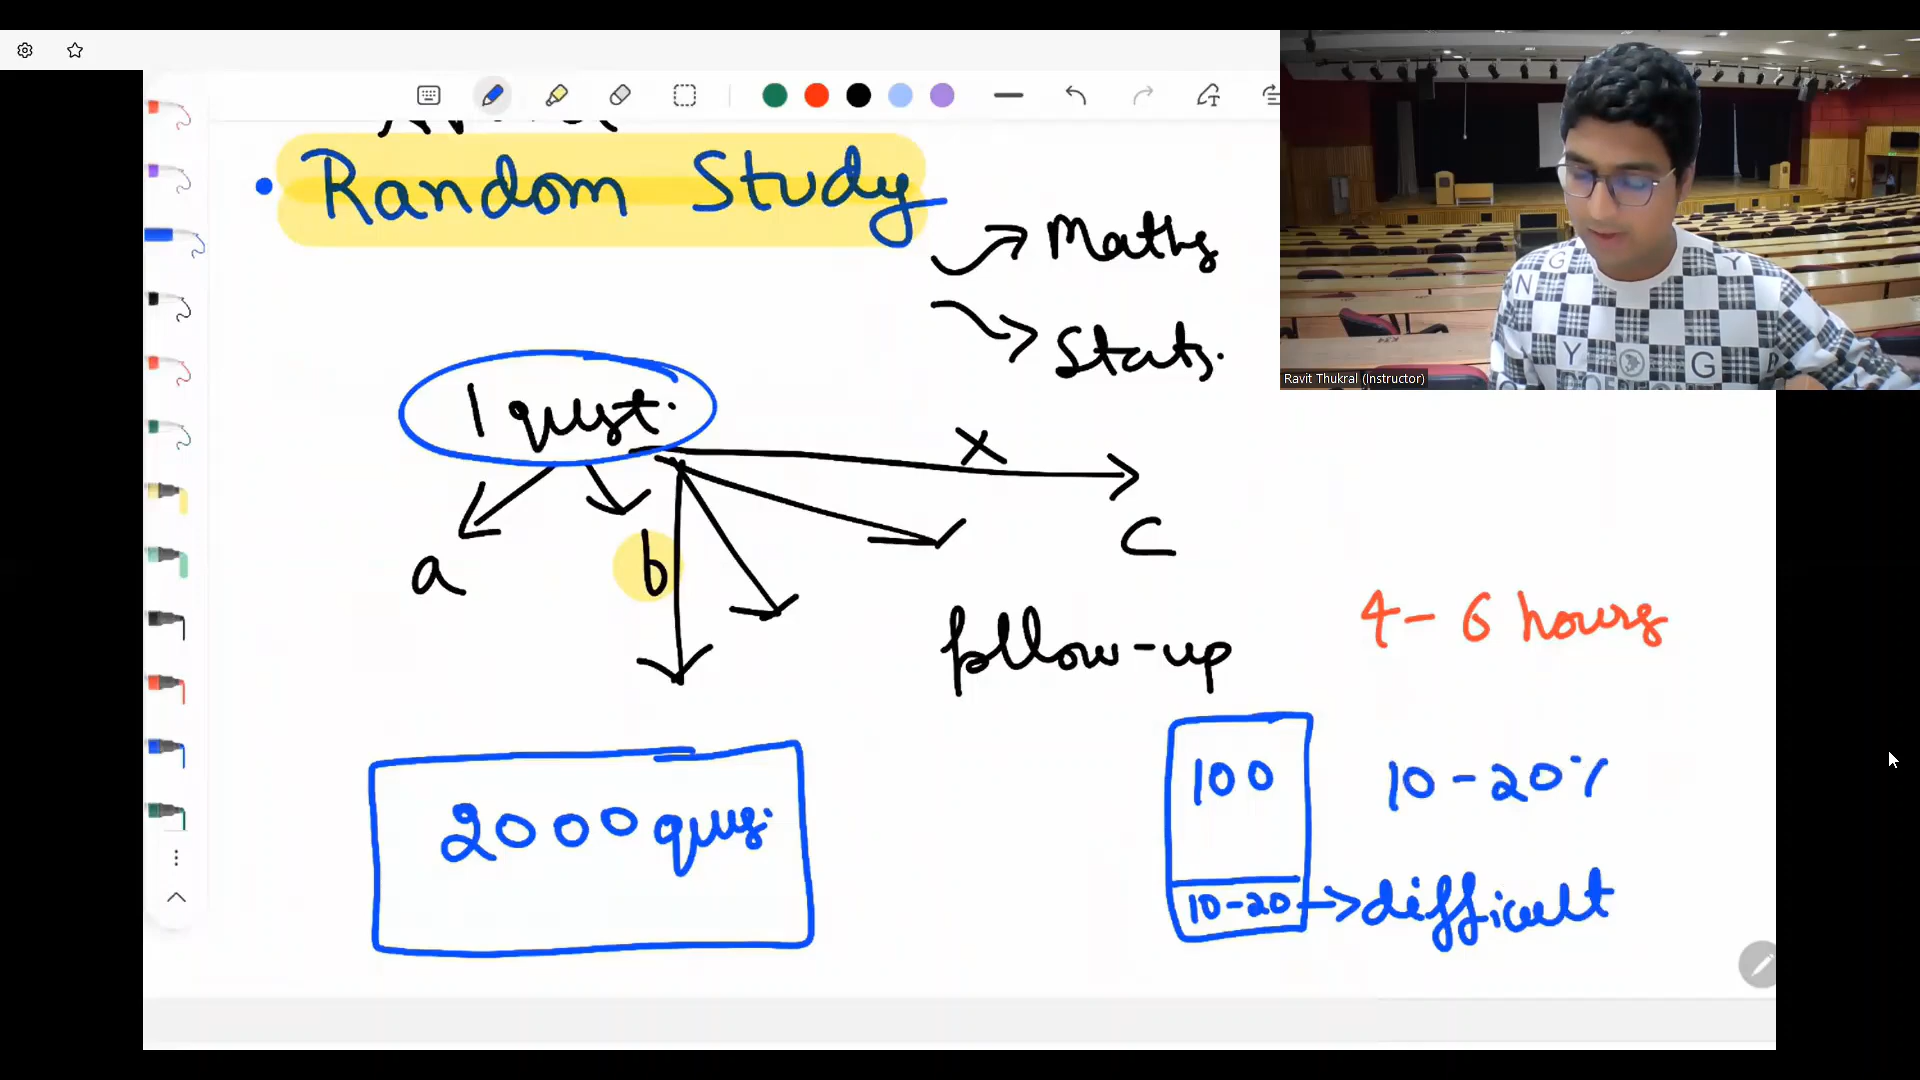 Random Study
Maths
Stats.
1 quest.
X
a
b
C
follow-up
4 - 6 hours
2000 ques.
100
10-20
10-20%
difficult
Ravit Thukral (Instructor)
N
G
Y
Y
G